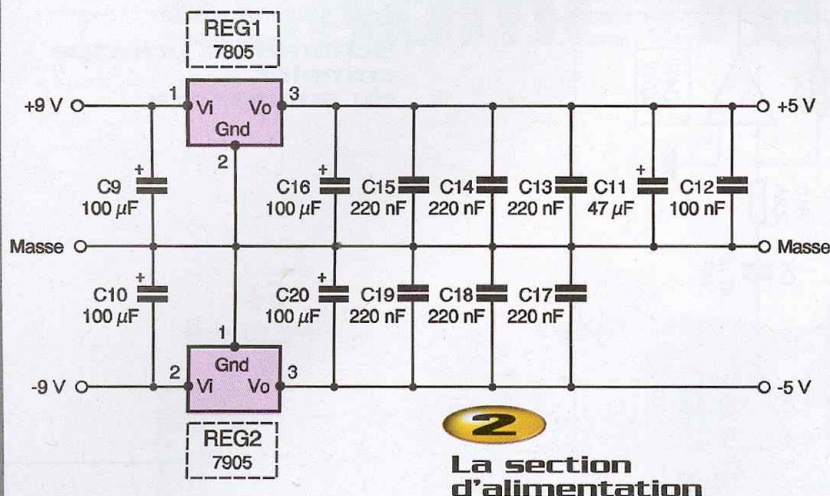 REG1
7805
+9 V
1
Vi
Vo
3
+5 V
Gnd
2
C9
100 µF
+
C16
100 µF
+
C15
220 nF
C14
220 nF
C13
220 nF
C11
47 µF
+
C12
100 nF
Masse
Masse
C10
100 µF
+
C20
100 µF
+
C19
220 nF
C18
220 nF
C17
220 nF
1
Gnd
-9 V
2
Vi
Vo
3
-5 V
REG2
7905
2
La section
d'alimentation